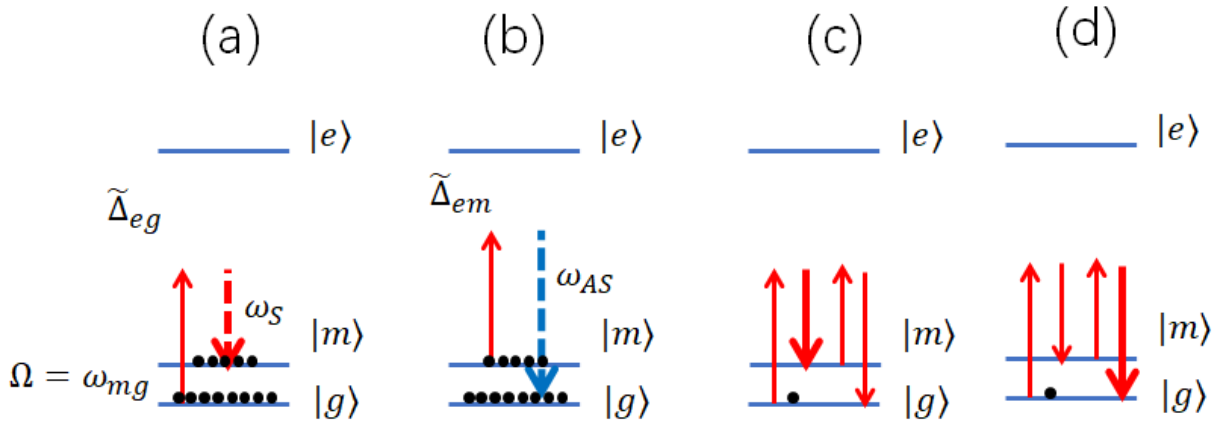 (a) (b) (c) (d)
|e⟩ |e⟩ |e⟩ |e⟩
Δ̃eg Δ̃em
ωS ωAS
|m⟩ |m⟩ |m⟩ |m⟩
Ω = ωmg |g⟩ |g⟩ |g⟩ |g⟩